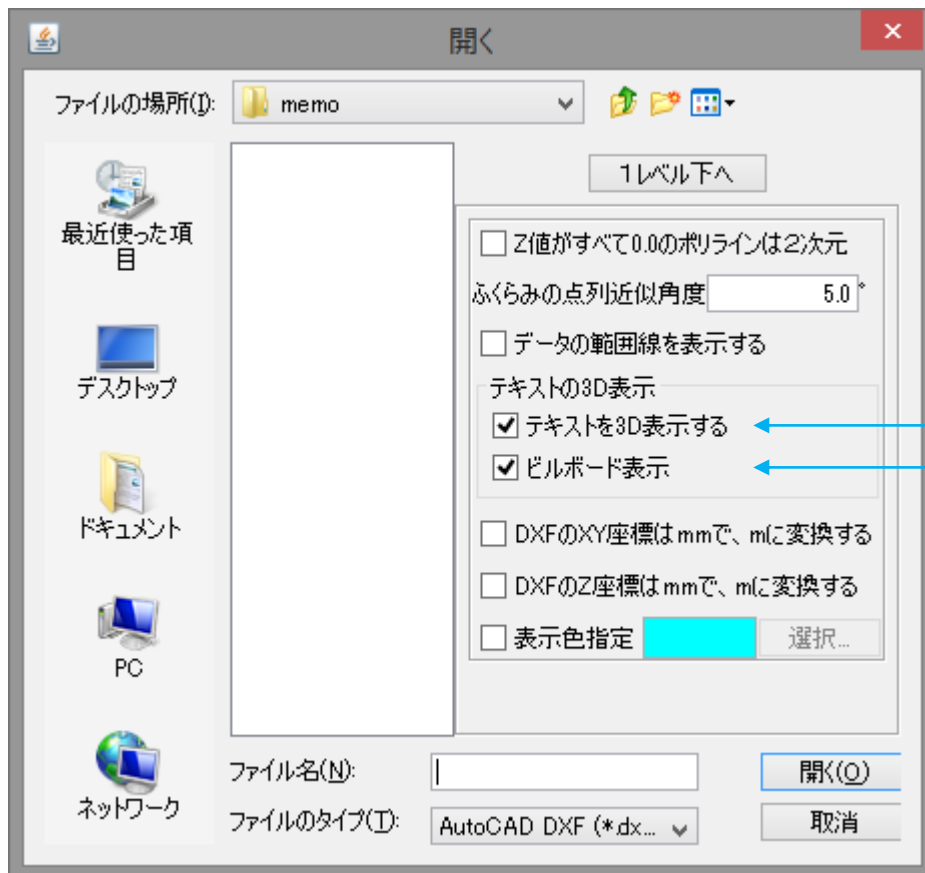 開く
ファイルの場所(I): memo
最近使った項
目
デスクトップ
ドキュメント
PC
ネットワーク
1レベル下へ
Z値がすべて0.0のポリラインは2次元
ふくらみの点列近似角度 5.0 °
データの範囲線を表示する
テキストの3D表示
テキストを3D表示する
ビルボード表示
DXFのXY座標はmmで、mに変換する
DXFのZ座標はmmで、mに変換する
表示色指定 選択...
ファイル名(N): 開く(O)
ファイルのタイプ(T): AutoCAD DXF (*.dx... 取消